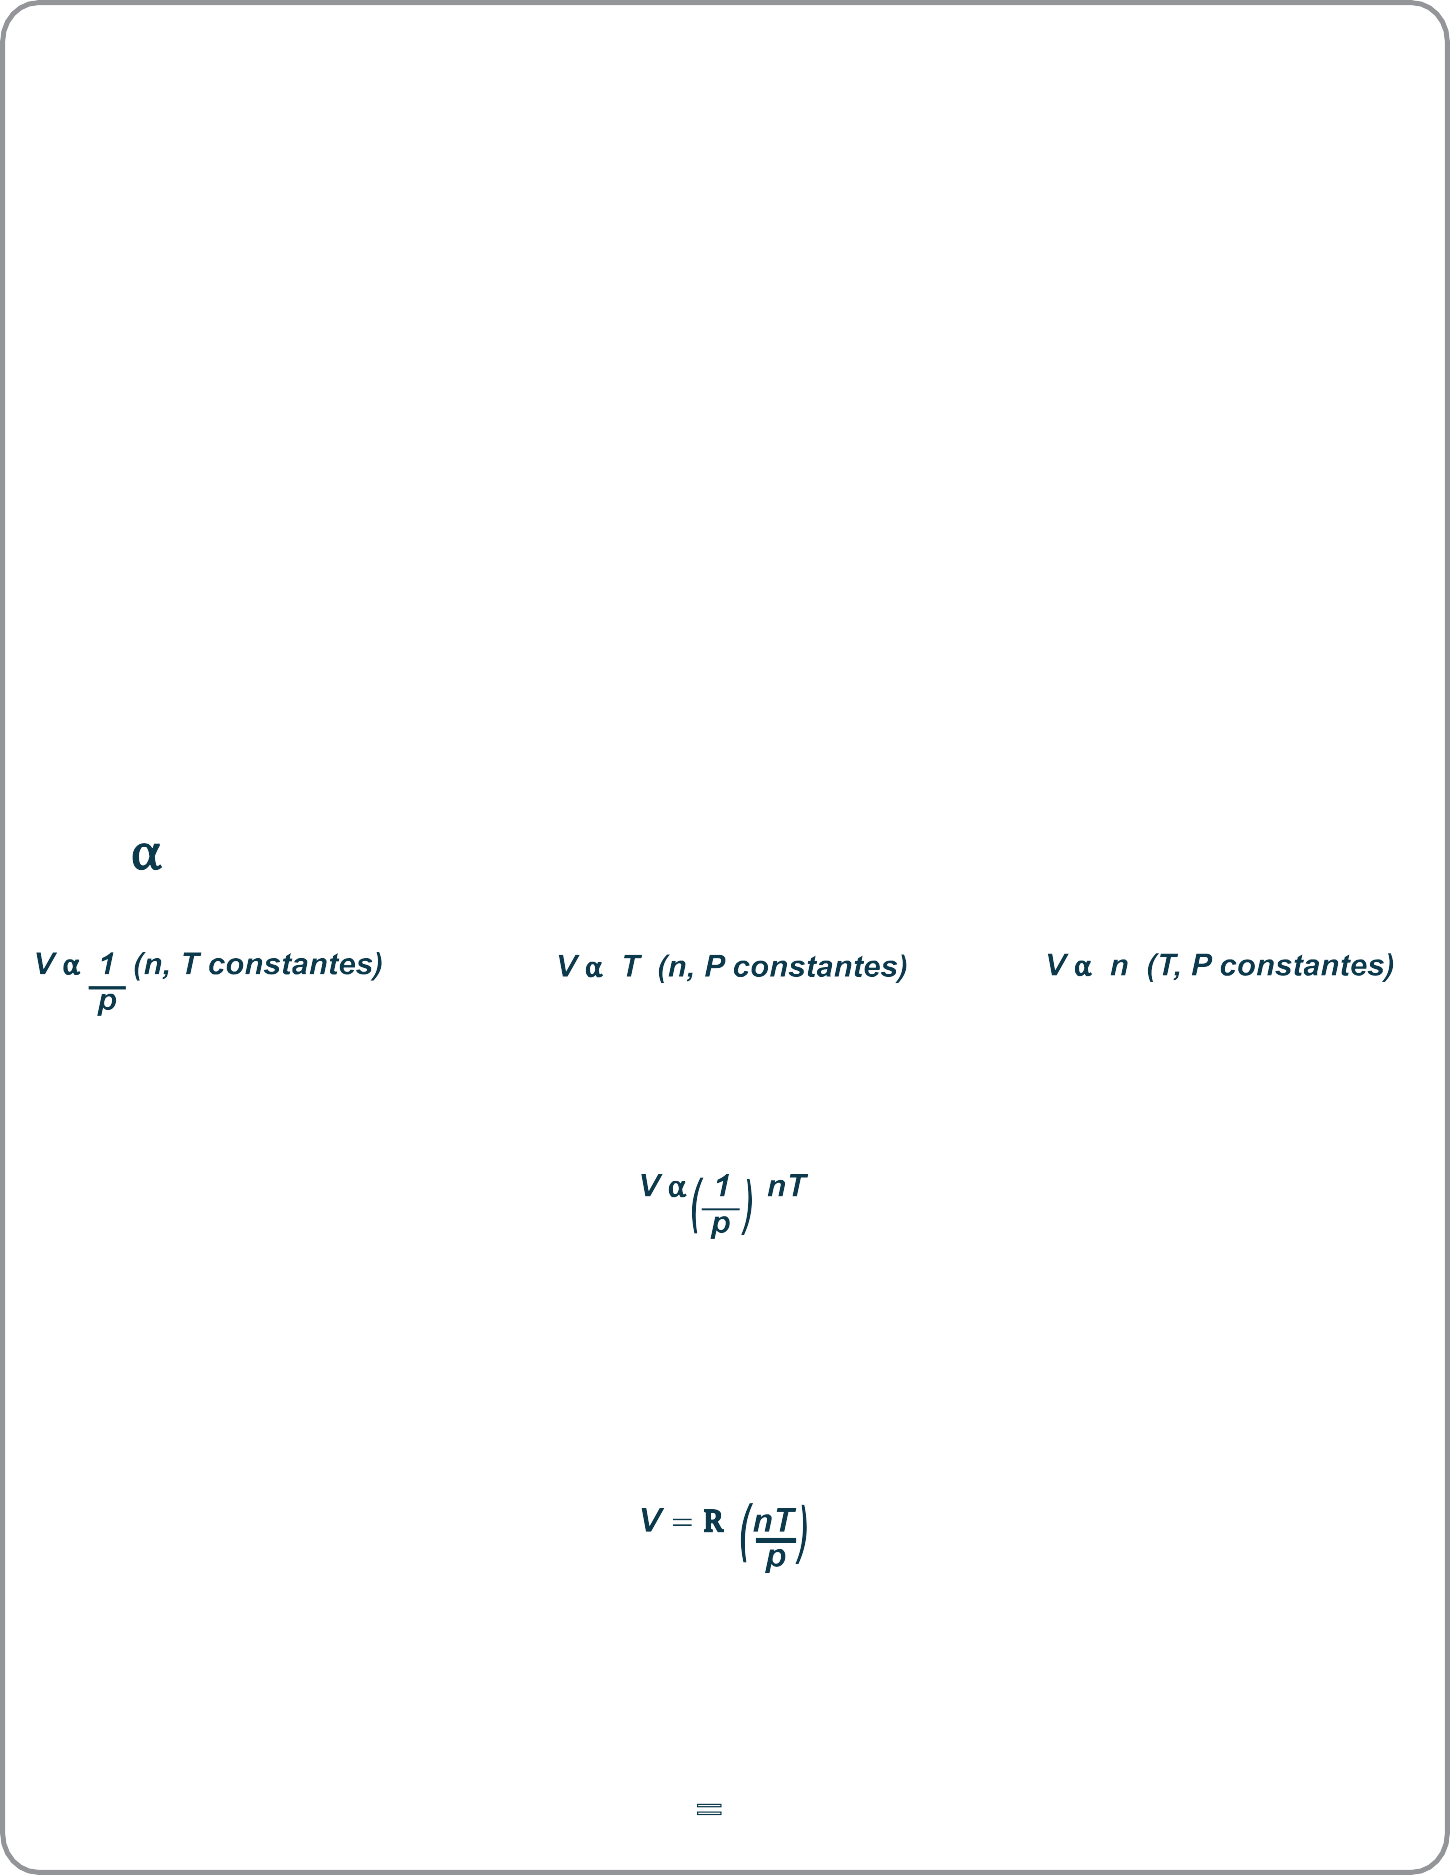 α
V α 1/p (n, T constantes)
V α T (n, P constantes)
V α n (T, P constantes)
V α (1/p) nT
V = R (nT/p)
=